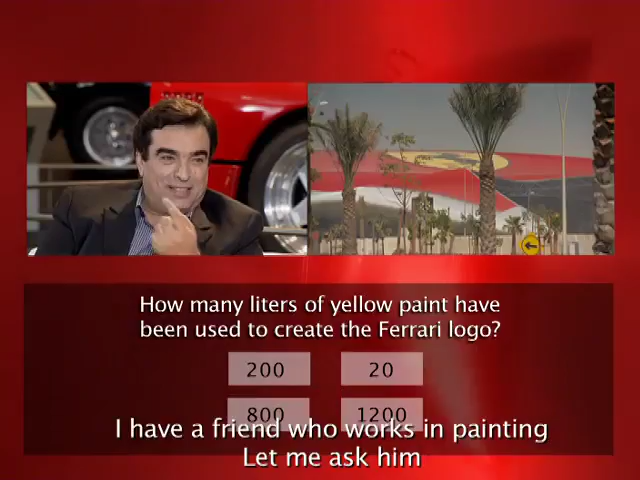 How many liters of yellow paint have
been used to create the Ferrari logo?
200
20
800
1200
I have a friend who works in painting
Let me ask him